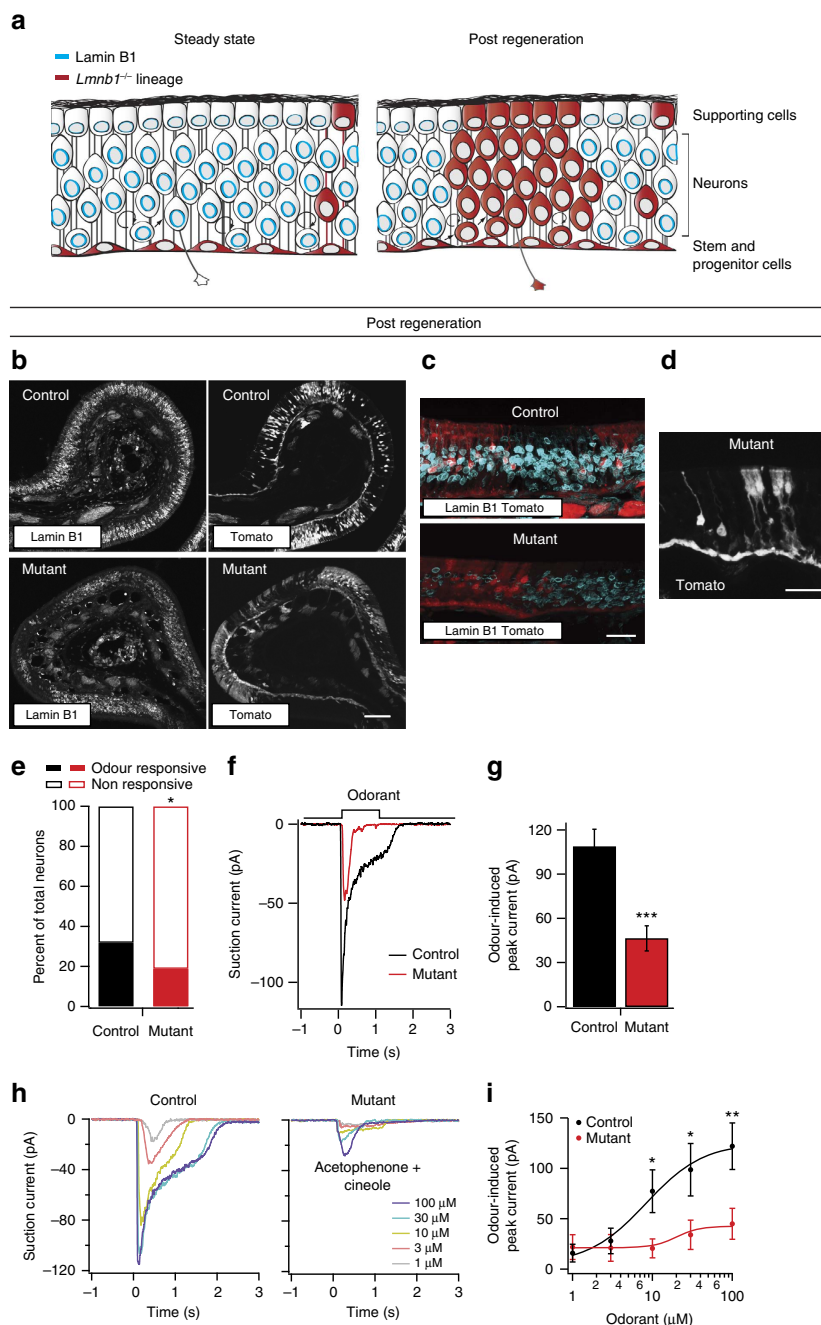 a
Steady state
Post regeneration
Lamin B1
Lmnb1–/– lineage
Supporting cells
Neurons
Stem and
progenitor cells
Post regeneration
b
Control
Lamin B1
Control
Tomato
Mutant
Lamin B1
Mutant
Tomato
c
Control
Lamin B1 Tomato
Mutant
Lamin B1 Tomato
d
Mutant
Tomato
e
Odour responsive
Non responsive
*
Percent of total neurons
100
80
60
40
20
0
Control
Mutant
f
Odorant
Suction current (pA)
0
−50
−100
Control
Mutant
−1 0 1 2 3
Time (s)
g
Odour-induced
peak current (pA)
120
90
60
30
0
***
Control Mutant
h
Control
Suction current (pA)
0
−40
−80
−120
−1 0 1 2 3
Time (s)
Mutant
Acetophenone +
cineole
100 μM
30 μM
10 μM
3 μM
1 μM
−1 0 1 2 3
Time (s)
i
Odour-induced
peak current (pA)
150
100
50
0
Control
Mutant
* * **
1 2 4 6 10 2 4 6 100
Odorant (μM)